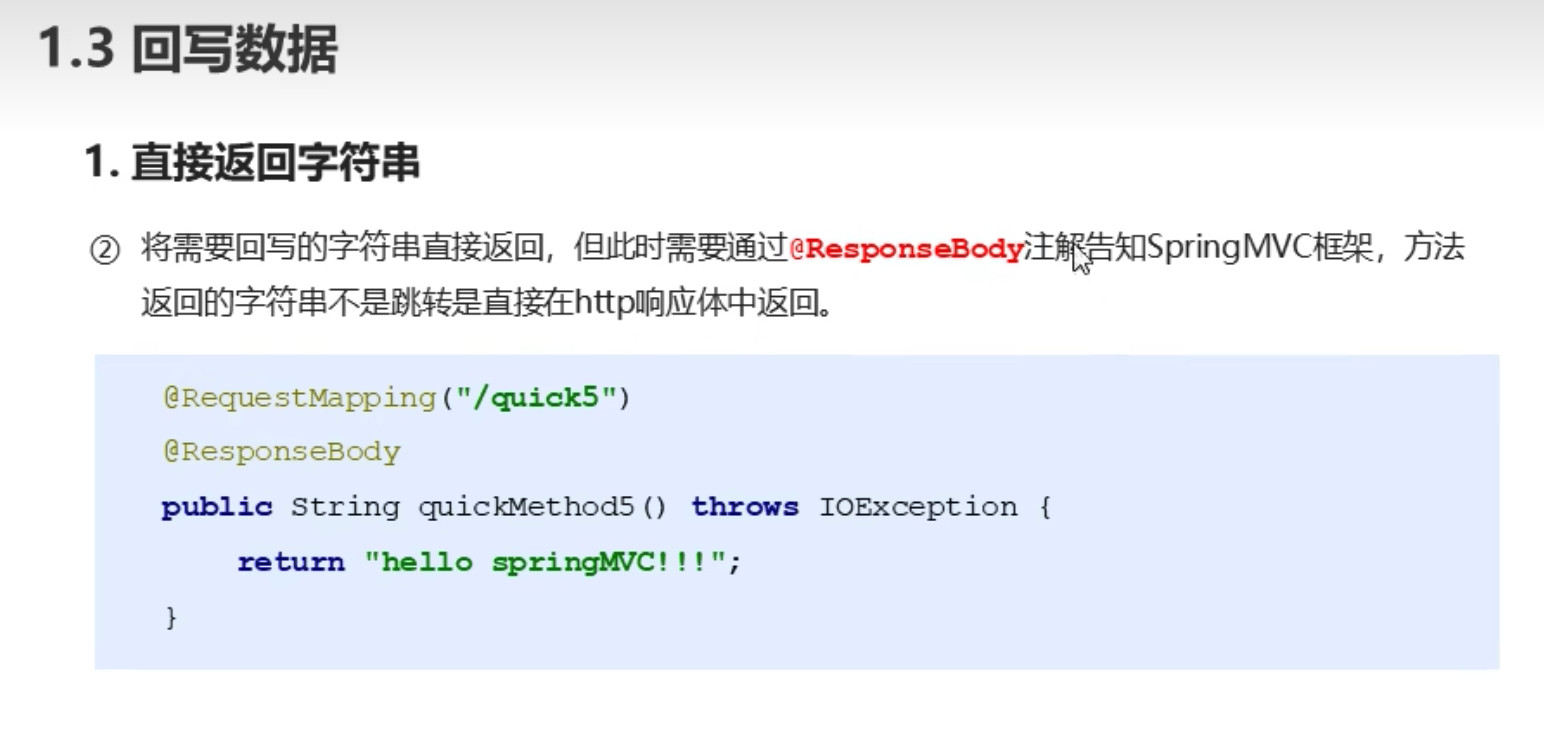 1.3 回写数据
1. 直接返回字符串
② 将需要回写的字符串直接返回，但此时需要通过@ResponseBody注解告知SpringMVC框架，方法
返回的字符串不是跳转是直接在http响应体中返回。
@RequestMapping("/quick5")
@ResponseBody
public String quickMethod5() throws IOException {
return "hello springMVC!!!";
}